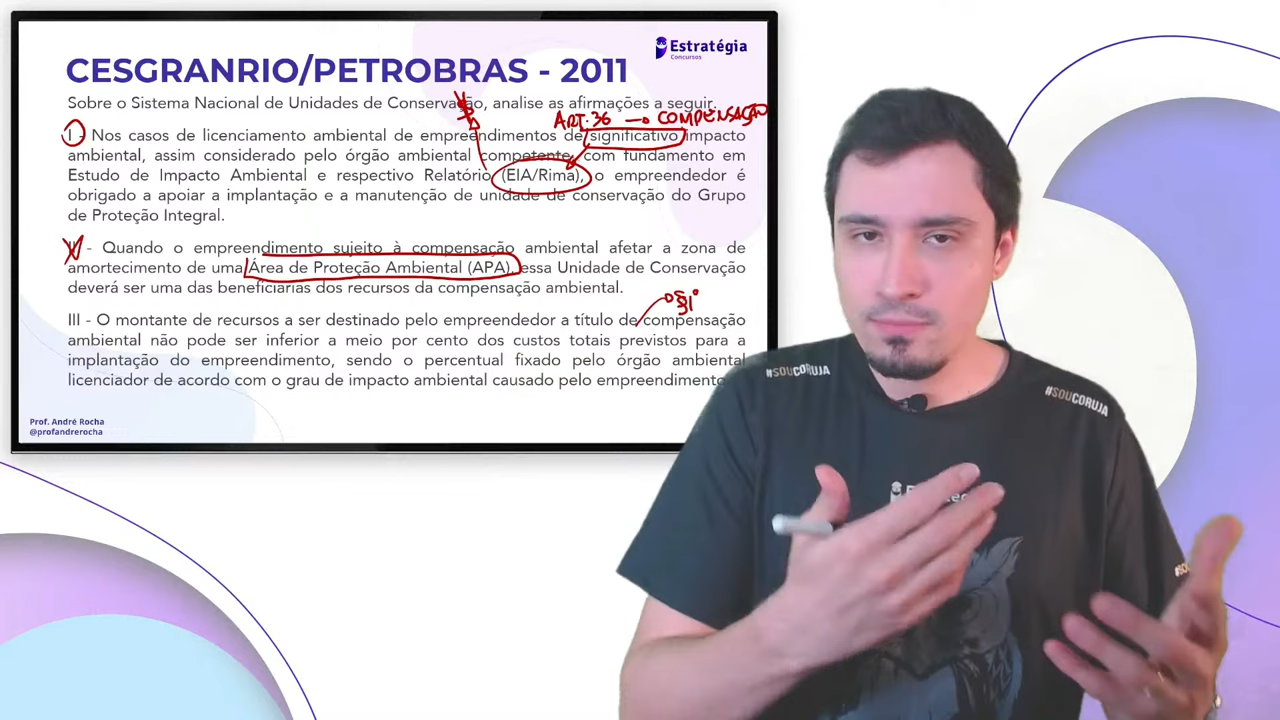 Estratégia
Concursos
CESGRANRIO/PETROBRAS - 2011
Sobre o Sistema Nacional de Unidades de Conservação, analise as afirmações a seguir.
ART.36 → COMPENSAÇÃO
I - Nos casos de licenciamento ambiental de empreendimentos de significativo impacto
ambiental, assim considerado pelo órgão ambiental competente, com fundamento em
Estudo de Impacto Ambiental e respectivo Relatório (EIA/Rima), o empreendedor é
obrigado a apoiar a implantação e a manutenção de unidade de conservação do Grupo
de Proteção Integral.
II - Quando o empreendimento sujeito à compensação ambiental afetar a zona de
amortecimento de uma Área de Proteção Ambiental (APA), essa Unidade de Conservação
deverá ser uma das beneficiárias dos recursos da compensação ambiental.
§1º
III - O montante de recursos a ser destinado pelo empreendedor a título de compensação
ambiental não pode ser inferior a meio por cento dos custos totais previstos para a
implantação do empreendimento, sendo o percentual fixado pelo órgão ambiental
licenciador de acordo com o grau de impacto ambiental causado pelo empreendimento
Prof. André Rocha
@profandrerocha
#SOUCORUJA
#SOUCORUJA